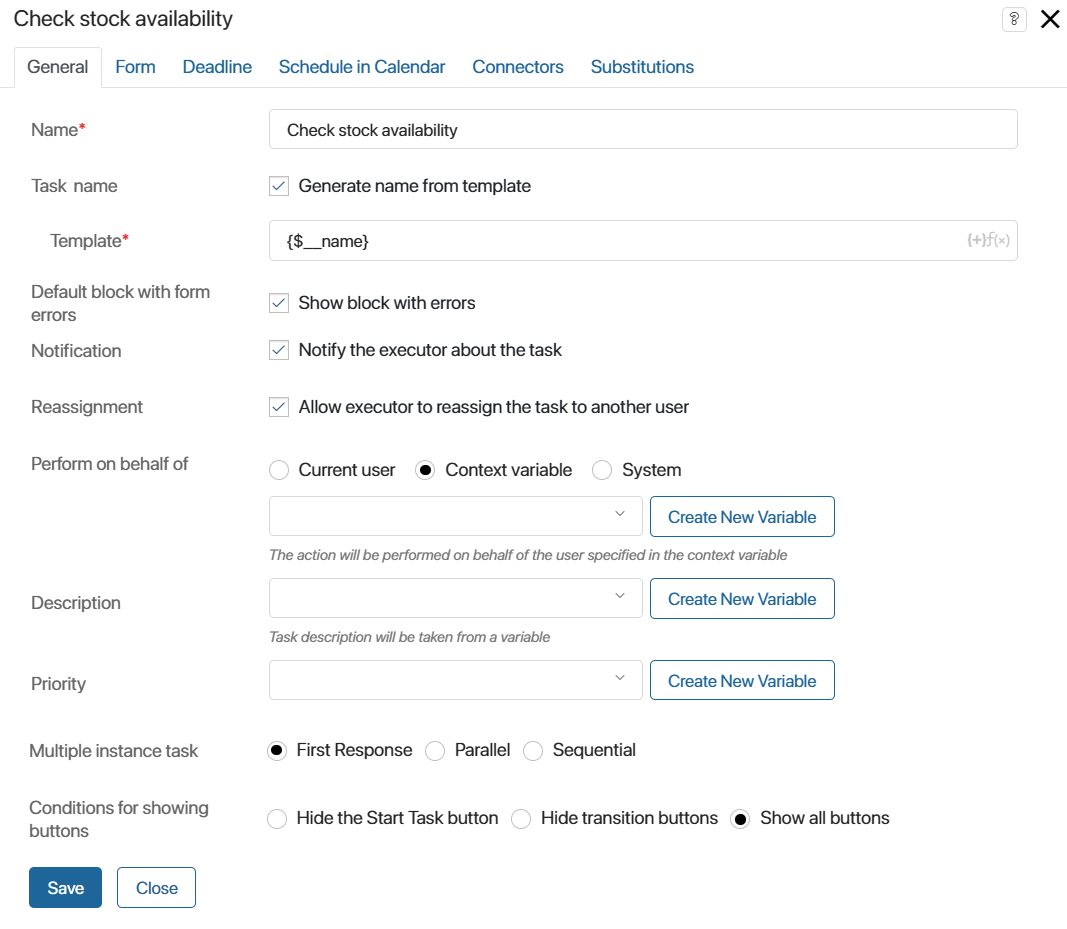 Check stock availability
?
General Form Deadline Schedule in Calendar Connectors Substitutions
Name* Check stock availability
Task name Generate name from template
Template* {$__name} {+}ƒ(×)
Default block with form
errors
Show block with errors
Notification Notify the executor about the task
Reassignment Allow executor to reassign the task to another user
Perform on behalf of Current user Context variable System
Create New Variable
The action will be performed on behalf of the user specified in the context variable
Description Create New Variable
Task description will be taken from a variable
Priority Create New Variable
Multiple instance task First Response Parallel Sequential
Conditions for showing
buttons
Hide the Start Task button Hide transition buttons Show all buttons
Save Close